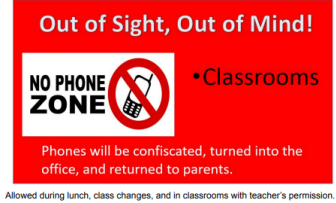 Out of Sight, Out of Mind!
NO PHONE
ZONE
•Classrooms
Phones will be confiscated, turned into the
office, and returned to parents.
Allowed during lunch, class changes, and in classrooms with teacher's permission.